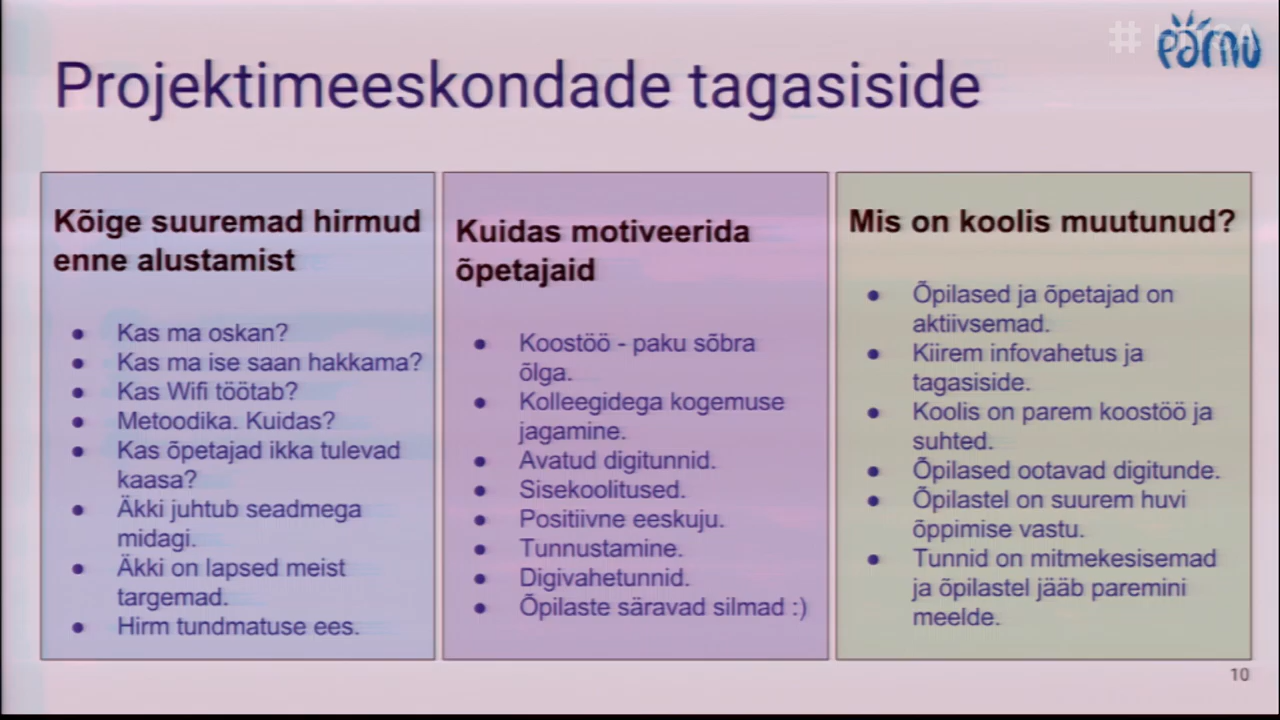 Pärnu
Projektimeeskondade tagasiside
Kõige suuremad hirmud
enne alustamist
● Kas ma oskan?
● Kas ma ise saan hakkama?
● Kas Wifi töötab?
● Metoodika. Kuidas?
● Kas õpetajad ikka tulevad
kaasa?
● Äkki juhtub seadmega
midagi.
● Äkki on lapsed meist
targemad.
● Hirm tundmatuse ees.
Kuidas motiveerida
õpetajaid
● Koostöö - paku sõbra
õlga.
● Kolleegidega kogemuse
jagamine.
● Avatud digitunnid.
● Sisekoolitused.
● Positiivne eeskuju.
● Tunnustamine.
● Digivahetunnid.
● Õpilaste säravad silmad :)
Mis on koolis muutunud?
● Õpilased ja õpetajad on
aktiivsemad.
● Kiirem infovahetus ja
tagasiside.
● Koolis on parem koostöö ja
suhted.
● Õpilased ootavad digitunde.
● Õpilastel on suurem huvi
õppimise vastu.
● Tunnid on mitmekesisemad
ja õpilastel jääb paremini
meelde.
10